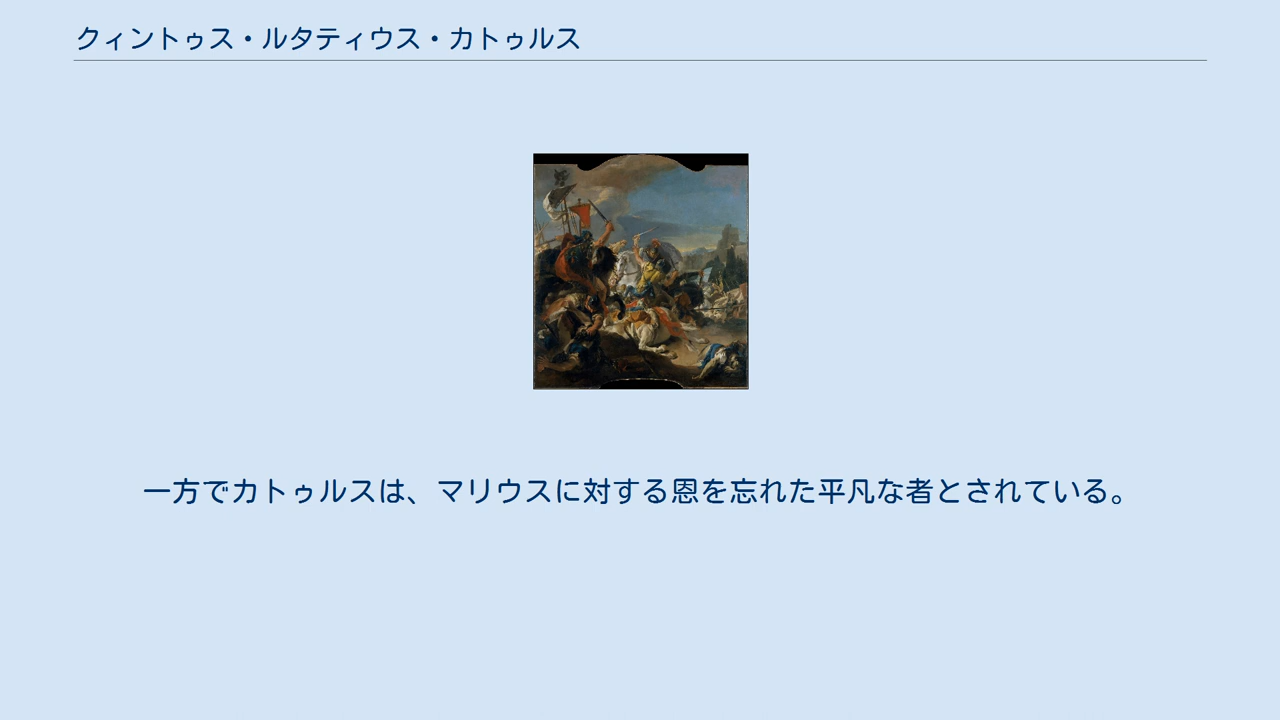 クィントゥス・ルタティウス・カトゥルス
一方でカトゥルスは、マリウスに対する恩を忘れた平凡な者とされている。